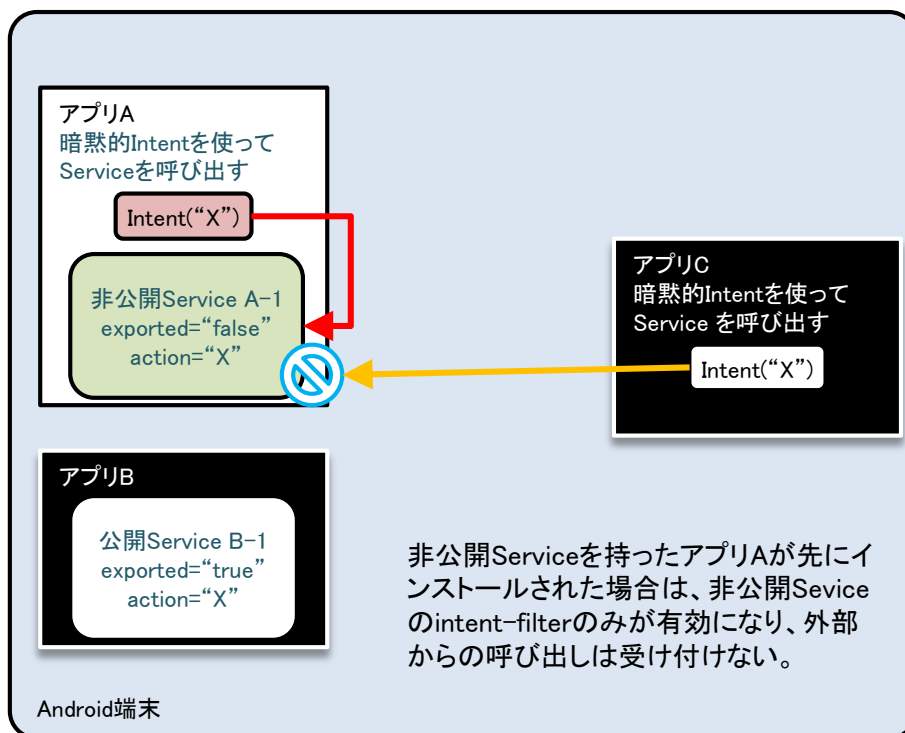 アプリA
暗黙的Intentを使って
Serviceを呼び出す
Intent(“X”)
非公開Service A-1
exported=“false”
action=“X”
アプリC
暗黙的Intentを使って
Service を呼び出す
Intent(“X”)
アプリB
公開Service B-1
exported=“true”
action=“X”
非公開Serviceを持ったアプリAが先にイ
ンストールされた場合は、非公開Sevice
のintent-filterのみが有効になり、外部
からの呼び出しは受け付けない。
Android端末